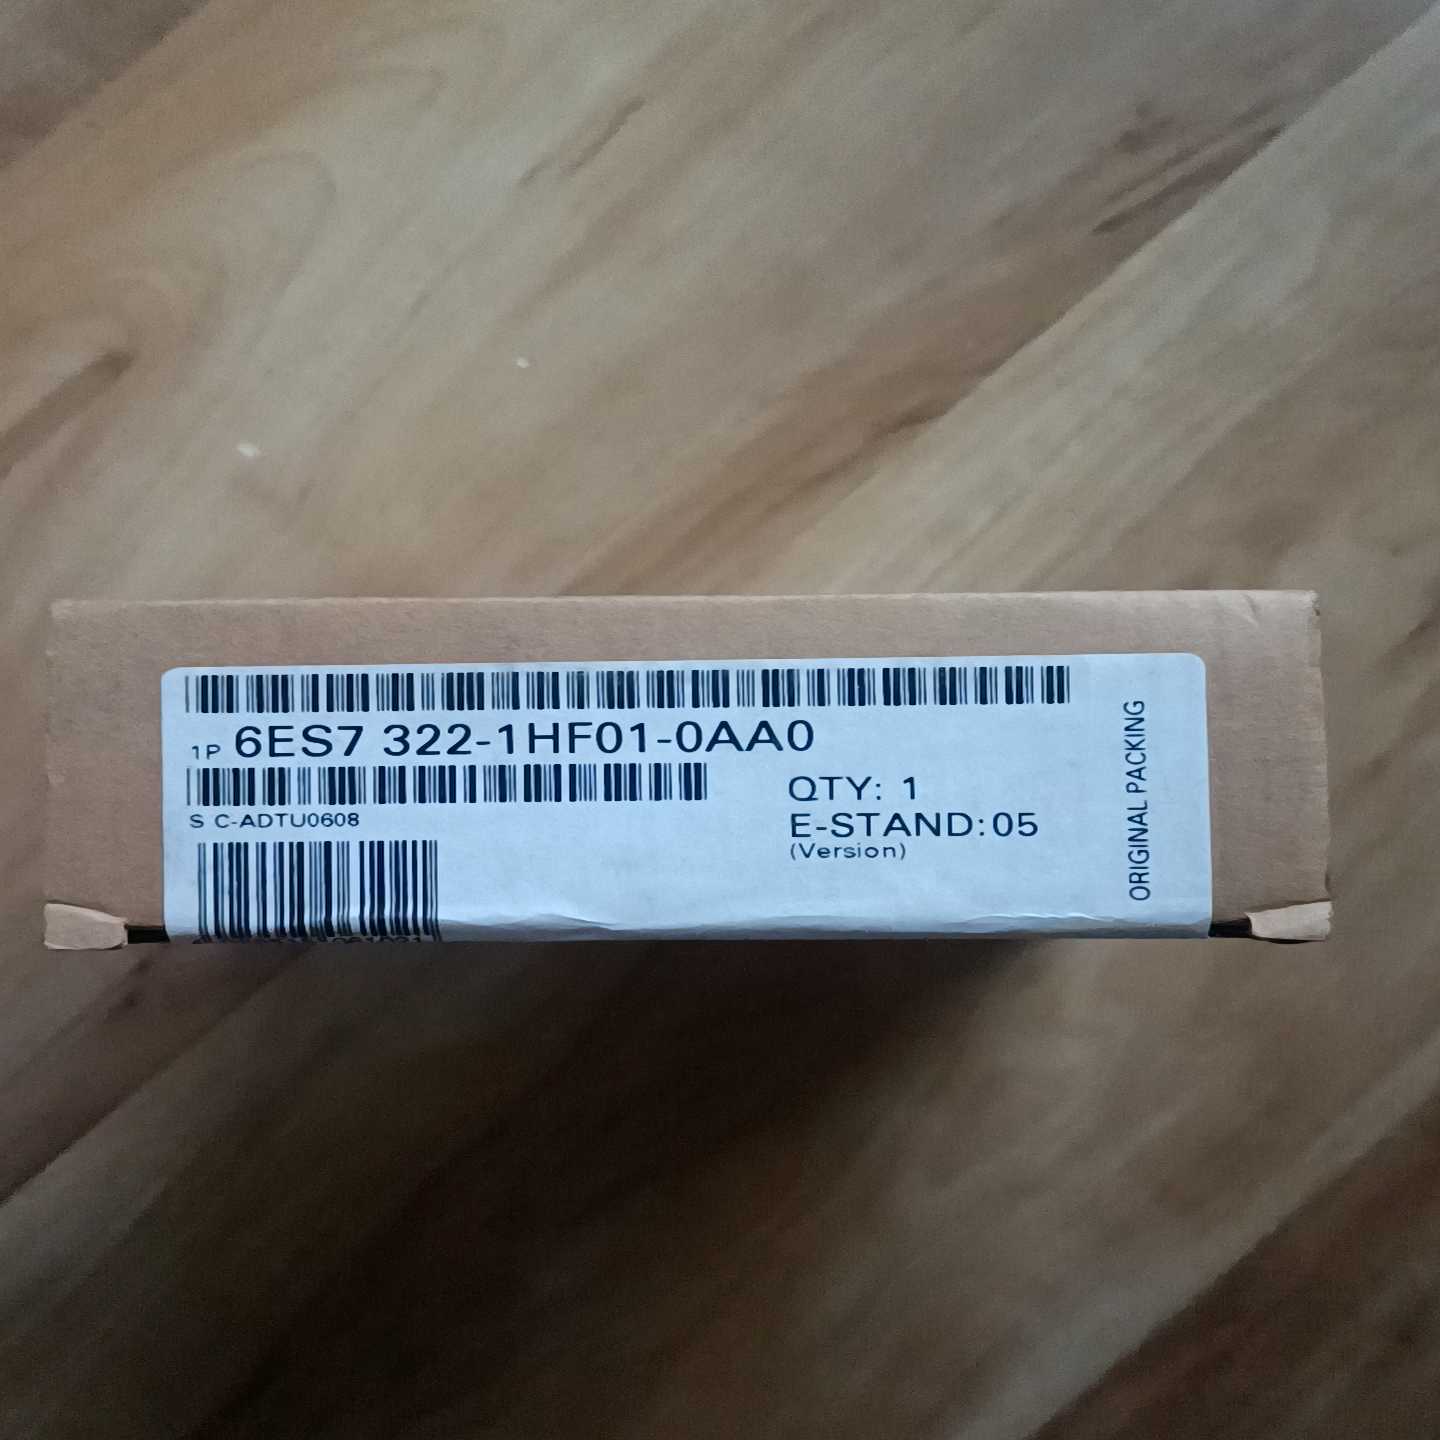 1P 6ES7 322-1HF01-0AA0
S C-ADTU0608
QTY: 1
E-STAND:05
(Version)
ORIGINAL PACKING